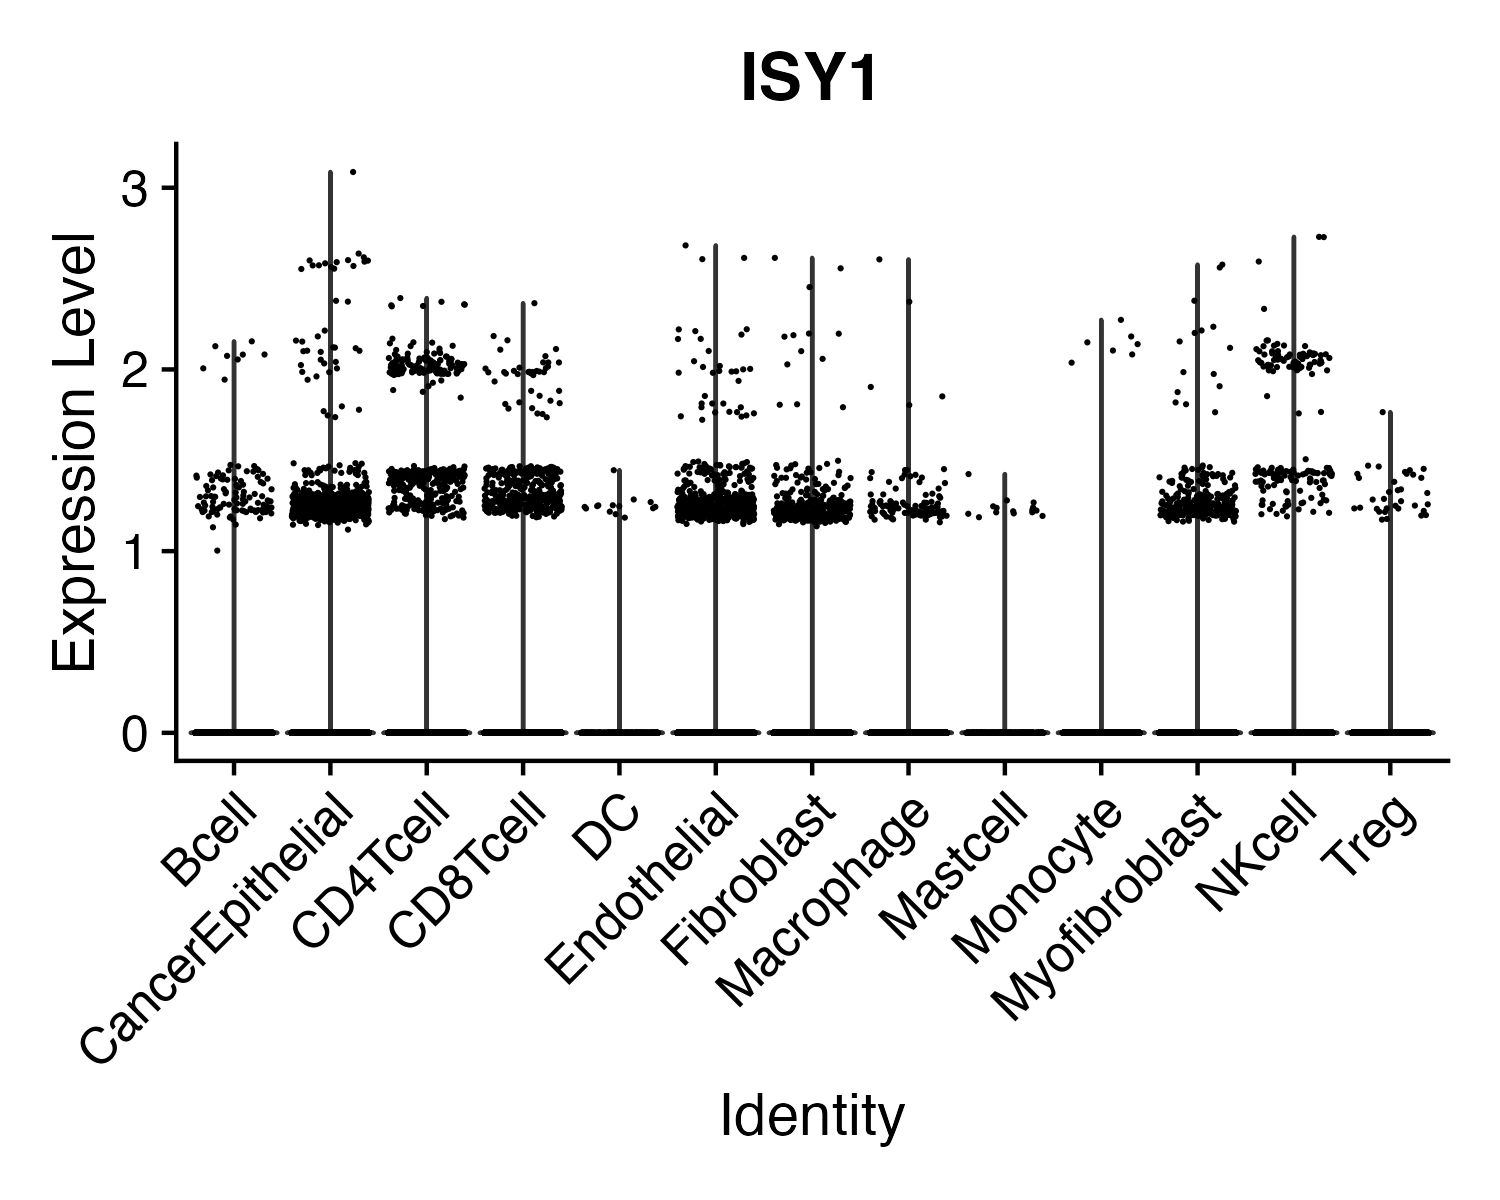 ISY1
Expression Level
3
2
1
0
Bcell
CancerEpithelial
CD4Tcell
CD8Tcell
DC
Endothelial
Fibroblast
Macrophage
Mastcell
Monocyte
Myofibroblast
NKcell
Treg
Identity